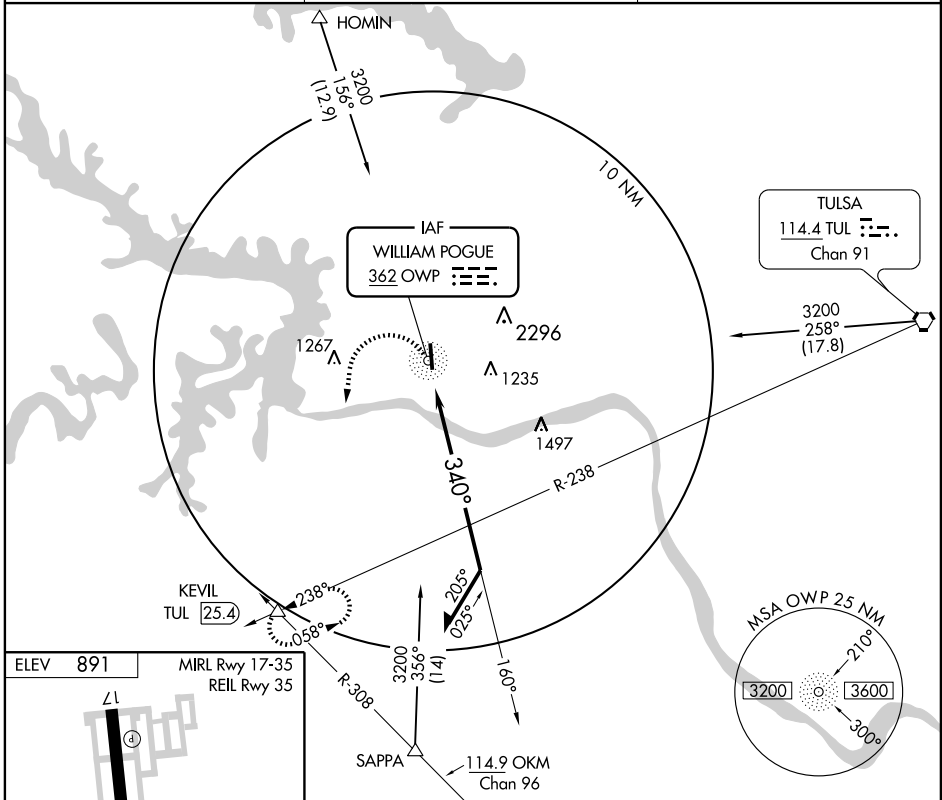 HOMIN
3200
156°
(12.9)
10 NM
TULSA
114.4 TUL
Chan 91
IAF
WILLIAM POGUE
362 OWP
3200
258°
(17.8)
2296
1267
1235
1497
340°
R-238
KEVIL
TUL 25.4
238°
058°
205°
025°
MSA OWP 25 NM
210°
3200
3600
300°
ELEV 891
MIRL Rwy 17-35
REIL Rwy 35
17
P
R-308
3200
356°
(14)
160°
SAPPA
114.9 OKM
Chan 96